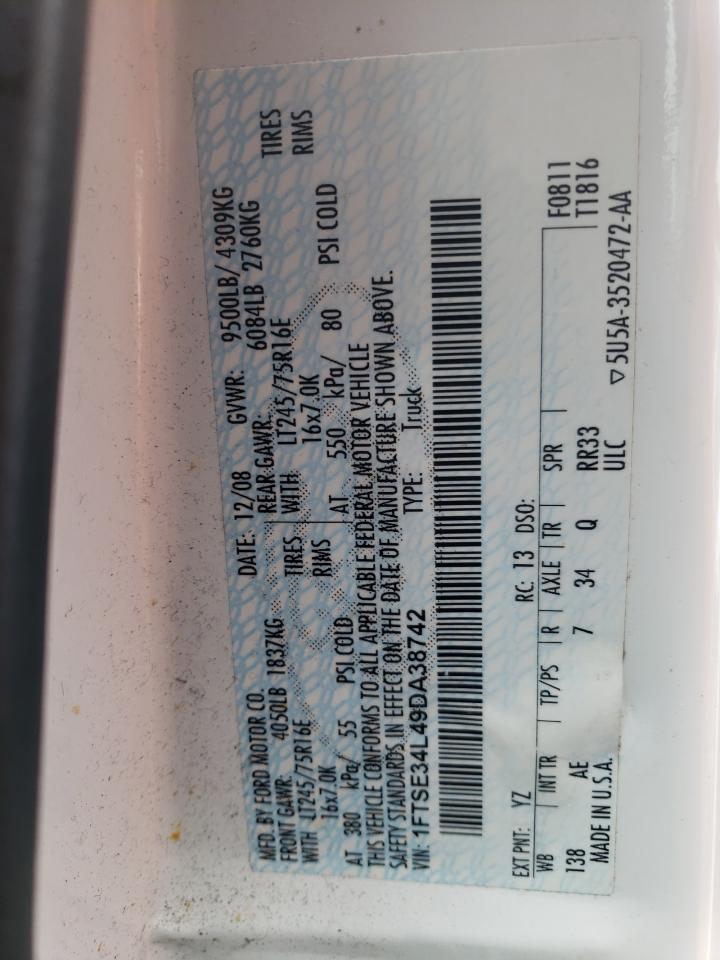 MFD. BY FORD MOTOR CO. DATE: 12/08 GVWR: 9500LB/ 4309KG
FRONT GAWR: 4050LB 1837KG REAR GAWR: 6084LB 2760KG
WITH LT245/75R16E TIRES WITH LT245/75R16E TIRES
16x7.0K RIMS 16x7.0K RIMS
AT 380 kPa/ 55 PSI COLD AT 550 kPa/ 80 PSI COLD
THIS VEHICLE CONFORMS TO ALL APPLICABLE FEDERAL MOTOR VEHICLE
SAFETY STANDARDS IN EFFECT ON THE DATE OF MANUFACTURE SHOWN ABOVE.
VIN: 1FTSE34L49DA38742 TYPE: Truck
EXT PNT: YZ RC: 13 DSO:
WB INT TR TP/PS R AXLE TR SPR F0811
138 AE 7 34 Q RR33 T1816
MADE IN U.S.A. ULC ▽ 5U5A-3520472-AA